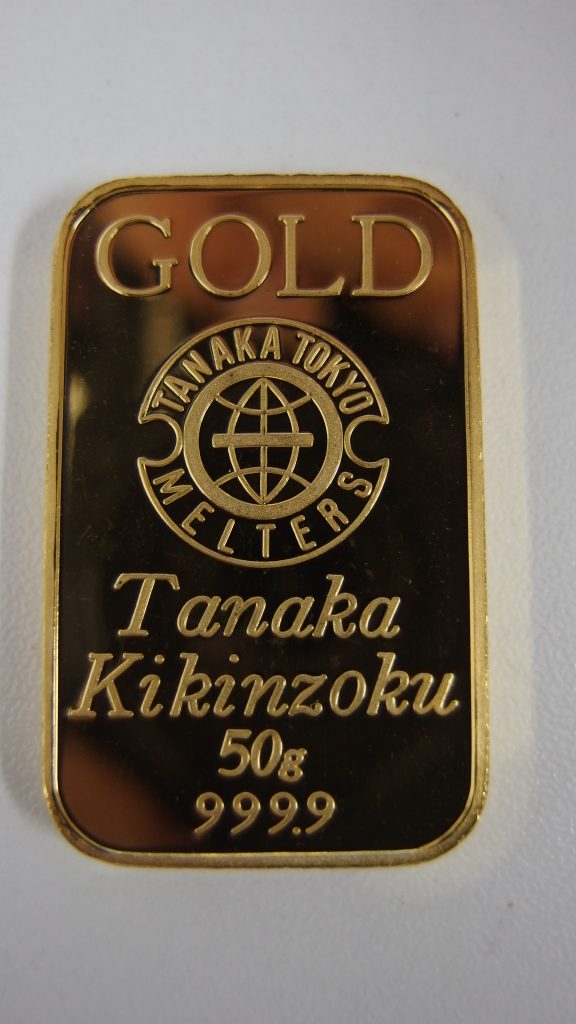 GOLD
TANAKA TOKYO
MELTERS
Tanaka
Kikinzoku
50g
999.9